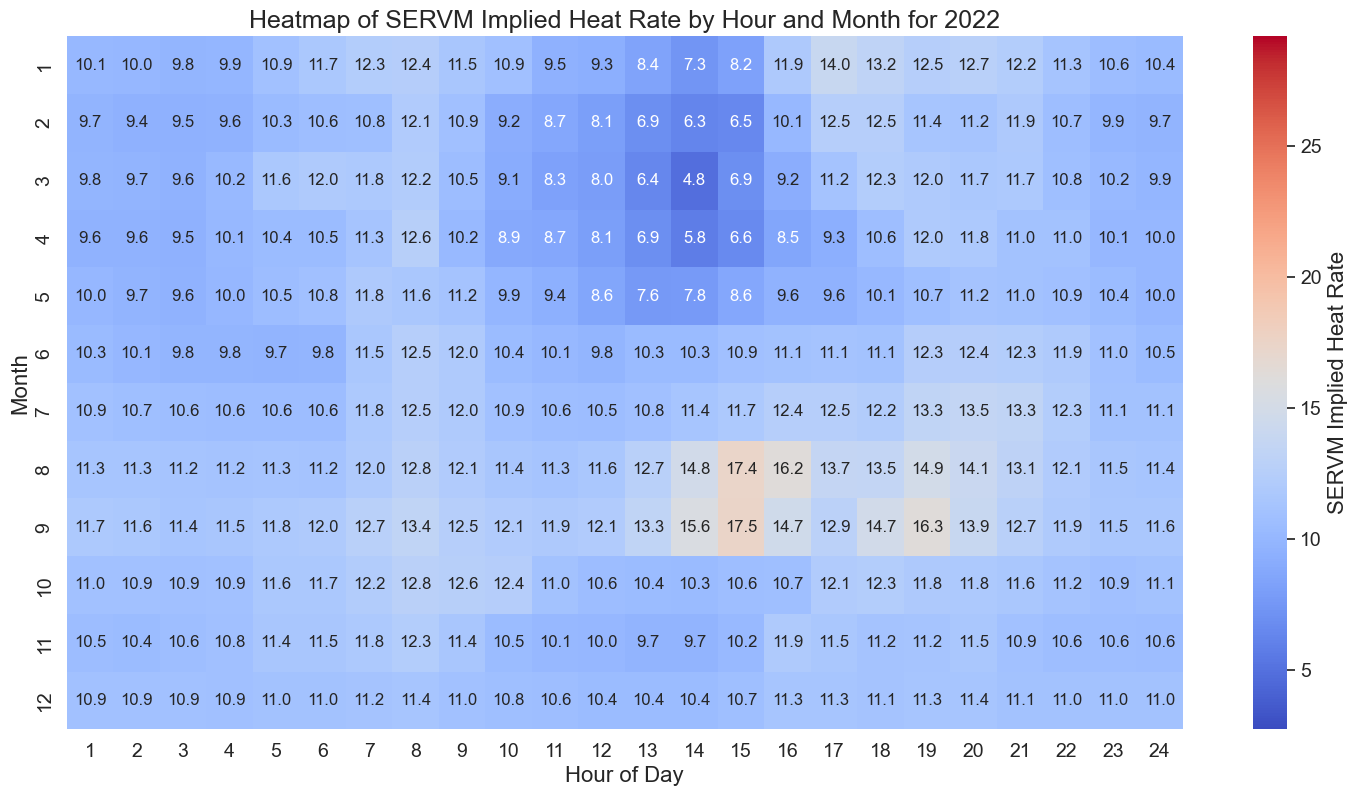 Heatmap of SERVM Implied Heat Rate by Hour and Month for 2022
1 10.1 10.0 9.8 9.9 10.9 11.7 12.3 12.4 11.5 10.9 9.5 9.3 8.4 7.3 8.2 11.9 14.0 13.2 12.5 12.7 12.2 11.3 10.6 10.4
2 9.7 9.4 9.5 9.6 10.3 10.6 10.8 12.1 10.9 9.2 8.7 8.1 6.9 6.3 6.5 10.1 12.5 12.5 11.4 11.2 11.9 10.7 9.9 9.7
3 9.8 9.7 9.6 10.2 11.6 12.0 11.8 12.2 10.5 9.1 8.3 8.0 6.4 4.8 6.9 9.2 11.2 12.3 12.0 11.7 11.7 10.8 10.2 9.9
4 9.6 9.6 9.5 10.1 10.4 10.5 11.3 12.6 10.2 8.9 8.7 8.1 6.9 5.8 6.6 8.5 9.3 10.6 12.0 11.8 11.0 11.0 10.1 10.0
5 10.0 9.7 9.6 10.0 10.5 10.8 11.8 11.6 11.2 9.9 9.4 8.6 7.6 7.8 8.6 9.6 9.6 10.1 10.7 11.2 11.0 10.9 10.4 10.0
6 10.3 10.1 9.8 9.8 9.7 9.8 11.5 12.5 12.0 10.4 10.1 9.8 10.3 10.3 10.9 11.1 11.1 11.1 12.3 12.4 12.3 11.9 11.0 10.5
7 10.9 10.7 10.6 10.6 10.6 10.6 11.8 12.5 12.0 10.9 10.6 10.5 10.8 11.4 11.7 12.4 12.5 12.2 13.3 13.5 13.3 12.3 11.1 11.1
8 11.3 11.3 11.2 11.2 11.3 11.2 12.0 12.8 12.1 11.4 11.3 11.6 12.7 14.8 17.4 16.2 13.7 13.5 14.9 14.1 13.1 12.1 11.5 11.4
9 11.7 11.6 11.4 11.5 11.8 12.0 12.7 13.4 12.5 12.1 11.9 12.1 13.3 15.6 17.5 14.7 12.9 14.7 16.3 13.9 12.7 11.9 11.5 11.6
10 11.0 10.9 10.9 10.9 11.6 11.7 12.2 12.8 12.6 12.4 11.0 10.6 10.4 10.3 10.6 10.7 12.1 12.3 11.8 11.8 11.6 11.2 10.9 11.1
11 10.5 10.4 10.6 10.8 11.4 11.5 11.8 12.3 11.4 10.5 10.1 10.0 9.7 9.7 10.2 11.9 11.5 11.2 11.2 11.5 10.9 10.6 10.6 10.6
12 10.9 10.9 10.9 10.9 11.0 11.0 11.2 11.4 11.0 10.8 10.6 10.4 10.4 10.4 10.7 11.3 11.3 11.1 11.3 11.4 11.1 11.0 11.0 11.0
1 2 3 4 5 6 7 8 9 10 11 12 13 14 15 16 17 18 19 20 21 22 23 24
Hour of Day
Month
25
20
15
10
5
SERVM Implied Heat Rate